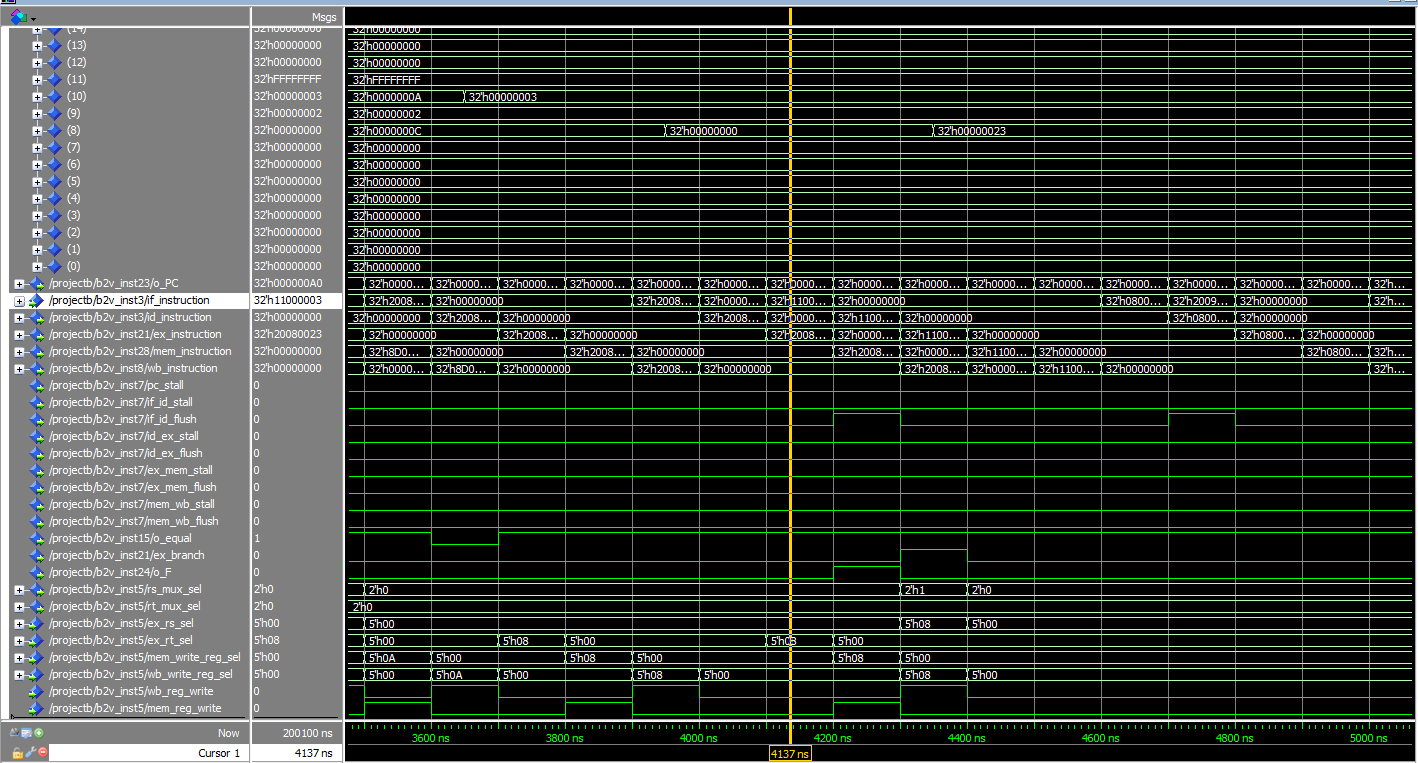 Msgs
(14) 32'h00000000 32'h00000000
(13) 32'h00000000 32'h00000000
(12) 32'h00000000 32'h00000000
(11) 32'hFFFFFFFF 32'hFFFFFFFF
(10) 32'h00000003 32'h0000000A 32'h00000003
(9) 32'h00000002 32'h00000002
(8) 32'h00000000 32'h0000000C 32'h00000000 32'h00000023
(7) 32'h00000000 32'h00000000
(6) 32'h00000000 32'h00000000
(5) 32'h00000000 32'h00000000
(4) 32'h00000000 32'h00000000
(3) 32'h00000000 32'h00000000
(2) 32'h00000000 32'h00000000
(1) 32'h00000000 32'h00000000
(0) 32'h00000000 32'h00000000
/projectb/b2v_inst23/o_PC 32'h000000A0 32'h0000... 32'h0000... 32'h0000... 32'h0000... 32'h0000... 32'h0000... 32'h0000... 32'h0000... 32'h0000... 32'h0000... 32'h0000... 32'h0000... 32'h0000... 32'h0000... 32'h0000... 32'h...
/projectb/b2v_inst3/if_instruction 32'h11000003 32'h2008... 32'h00000000 32'h2008... 32'h0000... 32'h1100... 32'h00000000 32'h0800... 32'h2009... 32'h00000000 32'h...
/projectb/b2v_inst3/id_instruction 32'h00000000 32'h00000000 32'h2008... 32'h00000000 32'h2008... 32'h0000... 32'h1100... 32'h00000000 32'h0800... 32'h00000000
/projectb/b2v_inst21/ex_instruction 32'h20080023 32'h00000000 32'h2008... 32'h00000000 32'h2008... 32'h0000... 32'h1100... 32'h00000000 32'h0800... 32'h00000000
/projectb/b2v_inst28/mem_instruction 32'h00000000 32'h8D0... 32'h00000000 32'h2008... 32'h00000000 32'h2008... 32'h0000... 32'h1100... 32'h00000000 32'h0800... 32'h...
/projectb/b2v_inst8/wb_instruction 32'h00000000 32'h0000... 32'h8D0... 32'h00000000 32'h2008... 32'h00000000 32'h2008... 32'h0000... 32'h1100... 32'h00000000 32'h...
/projectb/b2v_inst7/pc_stall 0
/projectb/b2v_inst7/if_id_stall 0
/projectb/b2v_inst7/if_id_flush 0
/projectb/b2v_inst7/id_ex_stall 0
/projectb/b2v_inst7/id_ex_flush 0
/projectb/b2v_inst7/ex_mem_stall 0
/projectb/b2v_inst7/ex_mem_flush 0
/projectb/b2v_inst7/mem_wb_stall 0
/projectb/b2v_inst7/mem_wb_flush 0
/projectb/b2v_inst15/o_equal 1
/projectb/b2v_inst21/ex_branch 0
/projectb/b2v_inst24/o_F 0
/projectb/b2v_inst5/rs_mux_sel 2'h0 2'h0 2'h1 2'h0
/projectb/b2v_inst5/rt_mux_sel 2'h0 2'h0
/projectb/b2v_inst5/ex_rs_sel 5'h00 5'h00 5'h08 5'h00
/projectb/b2v_inst5/ex_rt_sel 5'h08 5'h00 5'h08 5'h00 5'h08 5'h00
/projectb/b2v_inst5/mem_write_reg_sel 5'h00 5'h0A 5'h00 5'h08 5'h00 5'h08 5'h00
/projectb/b2v_inst5/wb_write_reg_sel 5'h00 5'h00 5'h0A 5'h00 5'h08 5'h00 5'h08 5'h00
/projectb/b2v_inst5/wb_reg_write 0
/projectb/b2v_inst5/mem_reg_write 0
Now 200100 ns 3600 ns 3800 ns 4000 ns 4200 ns 4400 ns 4600 ns 4800 ns 5000 ns
Cursor 1 4137 ns 4137 ns